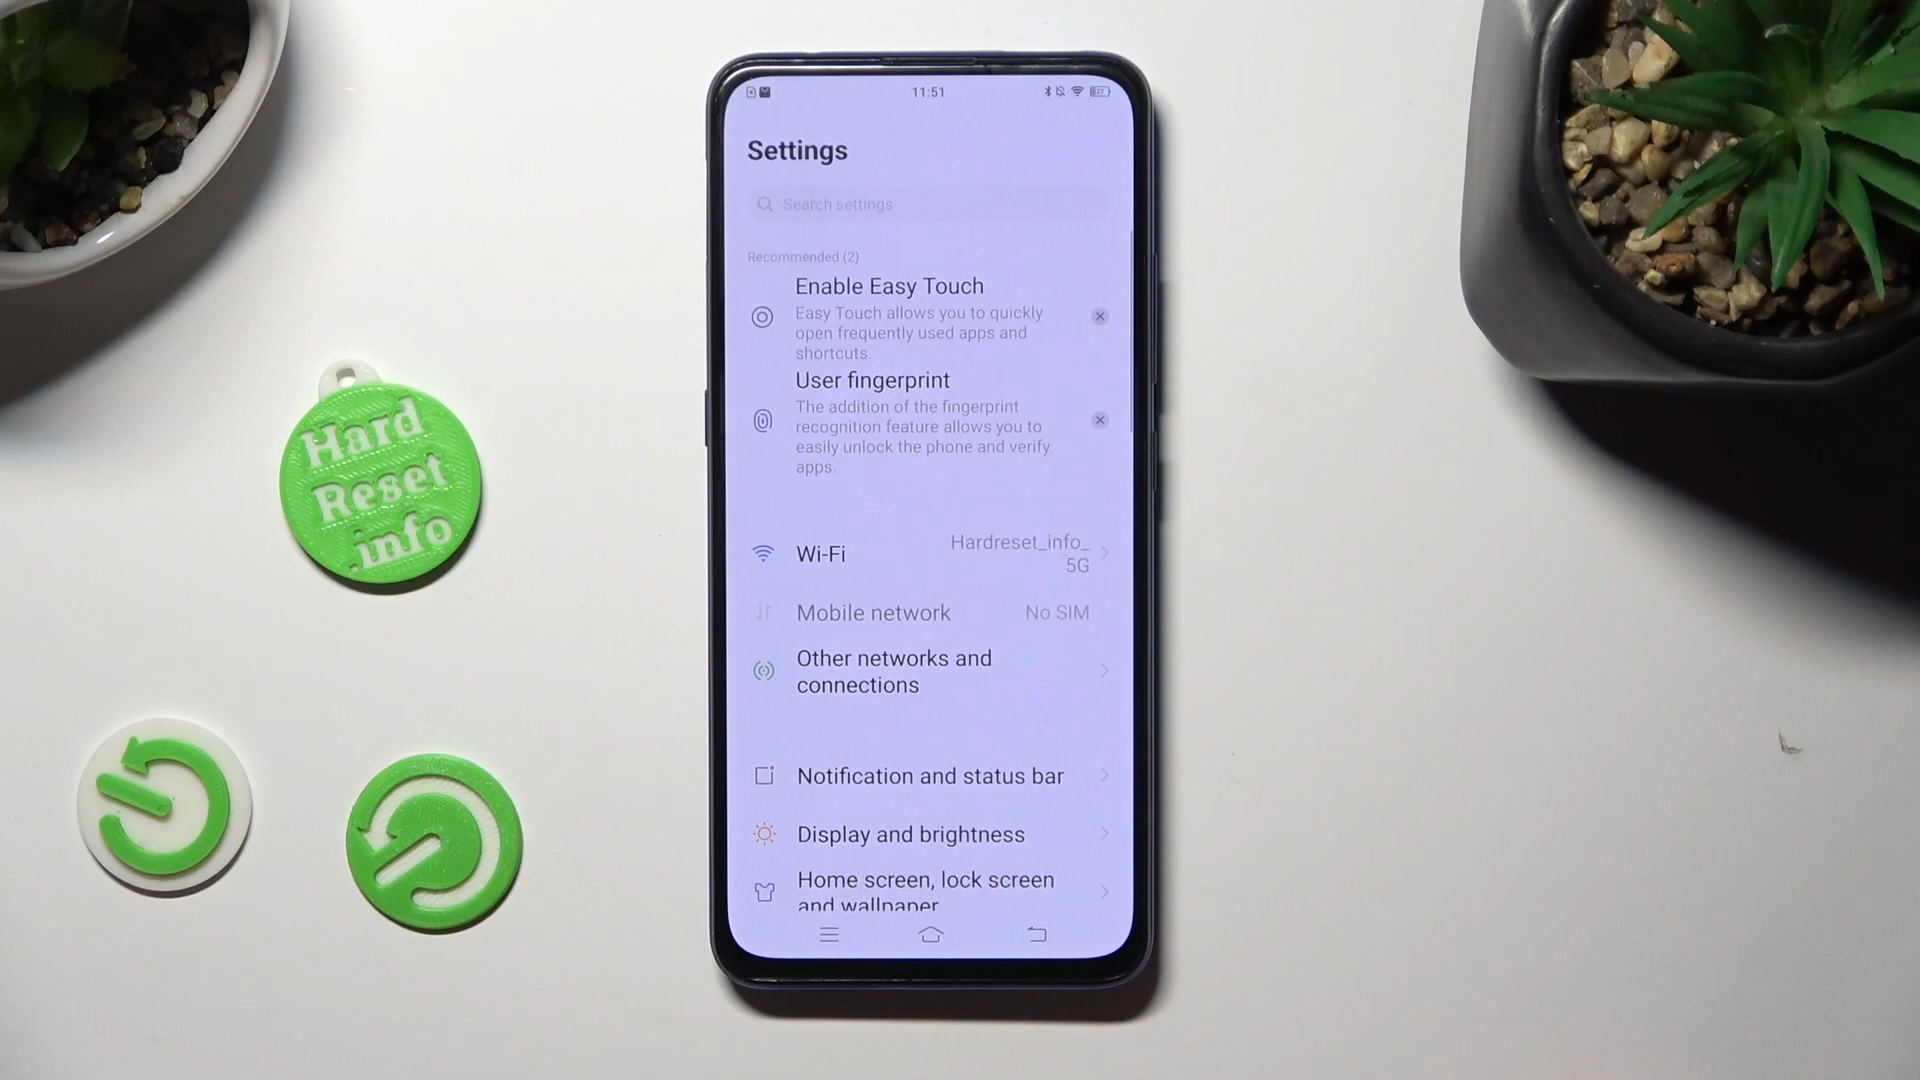 11:51
27
Settings
Search settings
Recommended (2)
Enable Easy Touch
Easy Touch allows you to quickly
open frequently used apps and
shortcuts.
User fingerprint
The addition of the fingerprint
recognition feature allows you to
easily unlock the phone and verify
apps.
Wi-Fi
Hardreset_info_
5G
Mobile network
No SIM
Other networks and
connections
Notification and status bar
Display and brightness
Home screen, lock screen
and wallpaper
Hard
Reset
.info